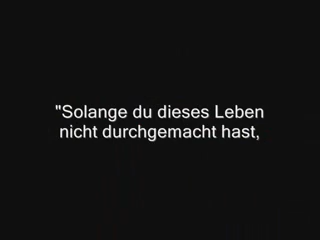 "Solange du dieses Leben
nicht durchgemacht hast,